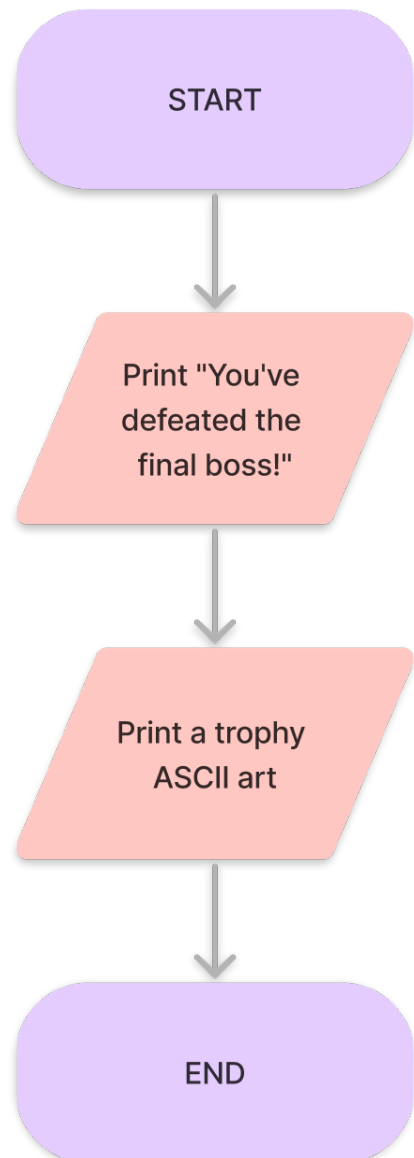 START
Print "You've
defeated the
final boss!"
Print a trophy
ASCII art
END